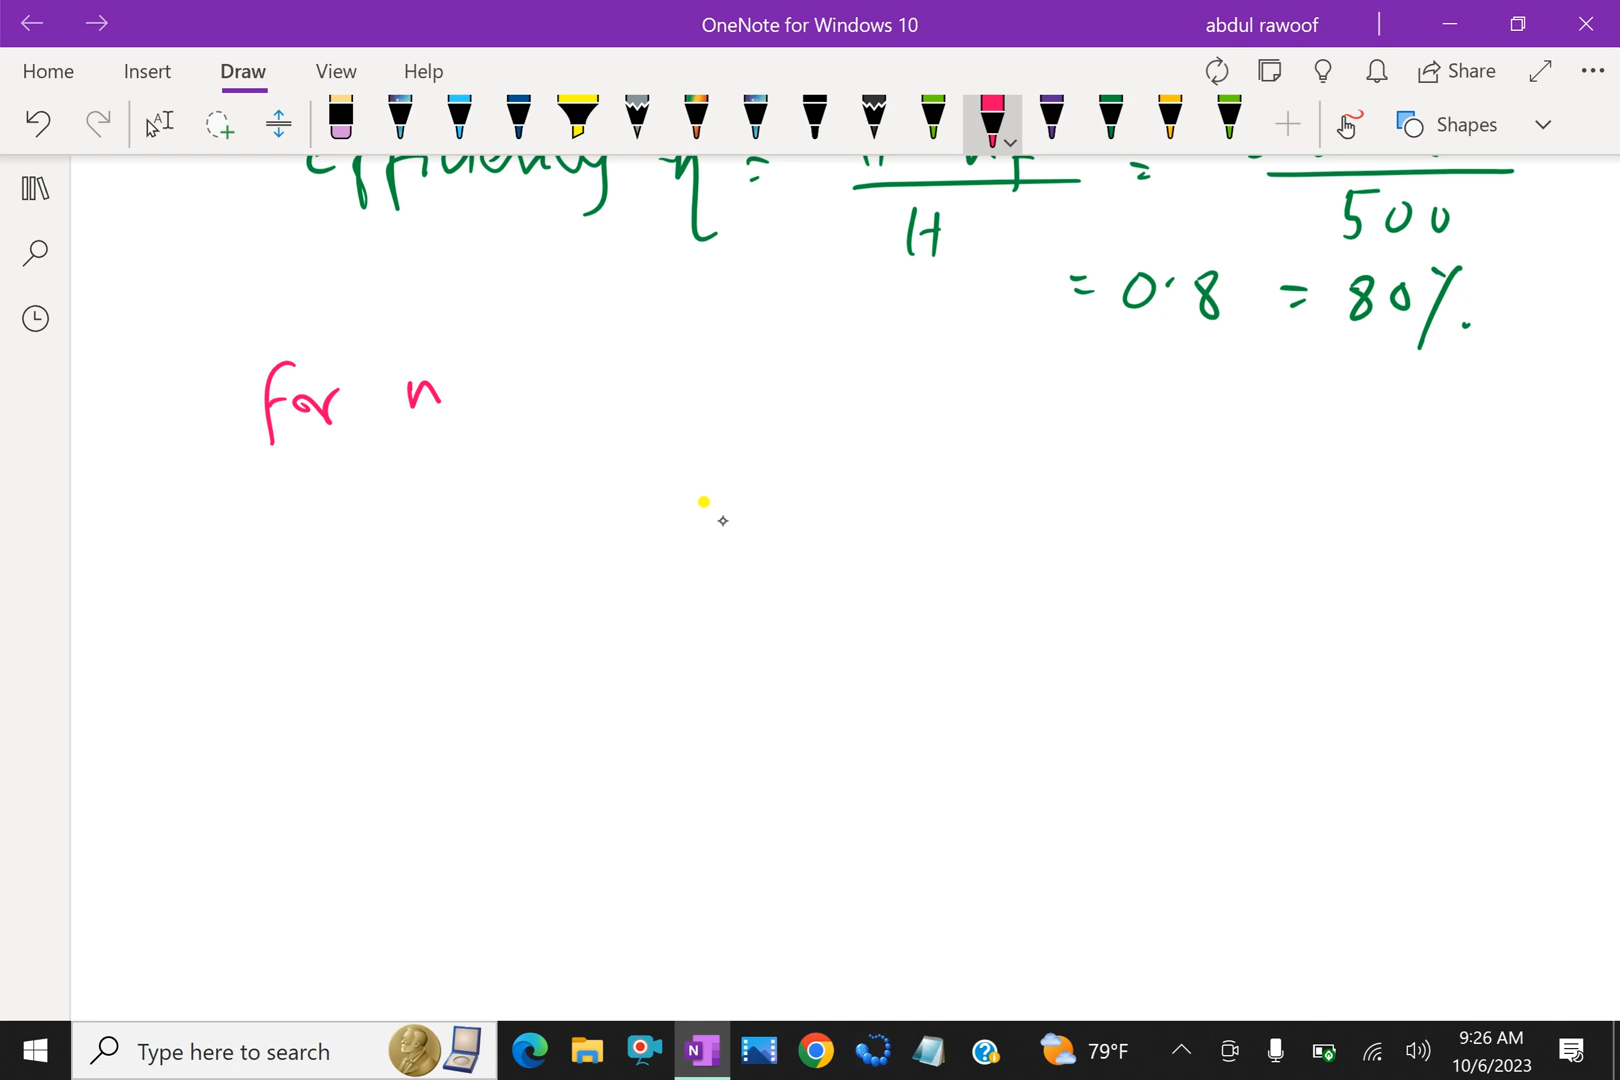 OneNote for Windows 10
abdul rawoof
Home Insert Draw View Help
Share
Shapes
efficiency η = =
H
500
= 0.8 = 80%.
For n
Type here to search
79°F
9:26 AM
10/6/2023